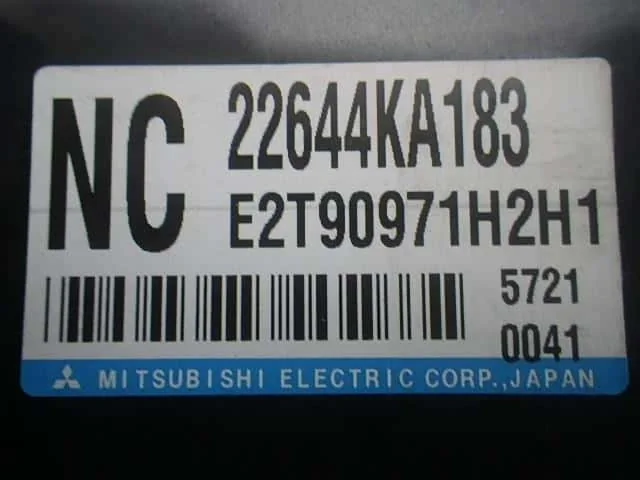 NC
22644KA183
E2T90971H2H1
5721
0041
MITSUBISHI ELECTRIC CORP.,JAPAN